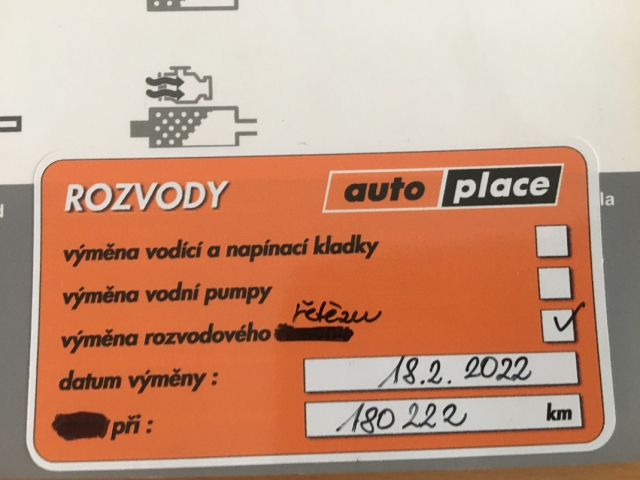 ROZVODY
auto place
výměna vodící a napínací kladky
výměna vodní pumpy
výměna rozvodového řetězu
datum výměny : 18.2.2022
při : 180 222 km